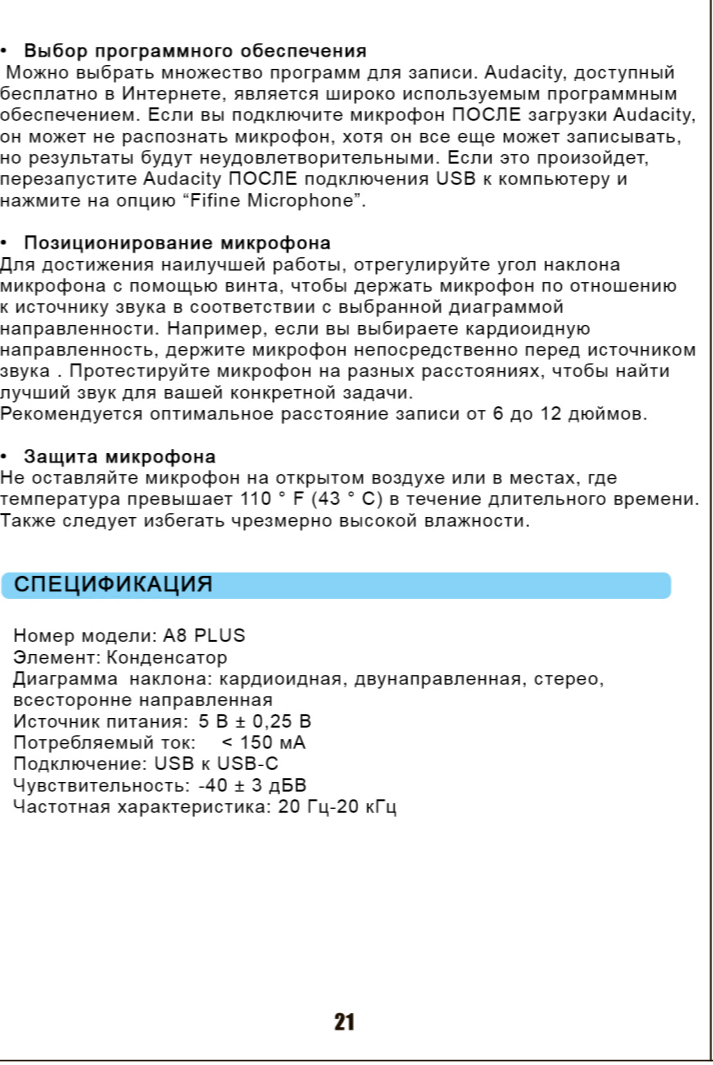 • Выбор программного обеспечения
Можно выбрать множество программ для записи. Audacity, доступный
бесплатно в Интернете, является широко используемым программным
обеспечением. Если вы подключите микрофон ПОСЛЕ загрузки Audacity,
он может не распознать микрофон, хотя он все еще может записывать,
но результаты будут неудовлетворительными. Если это произойдет,
перезапустите Audacity ПОСЛЕ подключения USB к компьютеру и
нажмите на опцию “Fifine Microphone”.
• Позиционирование микрофона
Для достижения наилучшей работы, отрегулируйте угол наклона
микрофона с помощью винта, чтобы держать микрофон по отношению
к источнику звука в соответствии с выбранной диаграммой
направленности. Например, если вы выбираете кардиоидную
направленность, держите микрофон непосредственно перед источником
звука . Протестируйте микрофон на разных расстояниях, чтобы найти
лучший звук для вашей конкретной задачи.
Рекомендуется оптимальное расстояние записи от 6 до 12 дюймов.
• Защита микрофона
Не оставляйте микрофон на открытом воздухе или в местах, где
температура превышает 110 ° F (43 ° C) в течение длительного времени.
Также следует избегать чрезмерно высокой влажности.
СПЕЦИФИКАЦИЯ
Номер модели: A8 PLUS
Элемент: Конденсатор
Диаграмма наклона: кардиоидная, двунаправленная, стерео,
всесторонне направленная
Источник питания: 5 В ± 0,25 В
Потребляемый ток: < 150 мА
Подключение: USB к USB-C
Чувствительность: -40 ± 3 дБВ
Частотная характеристика: 20 Гц-20 кГц
21